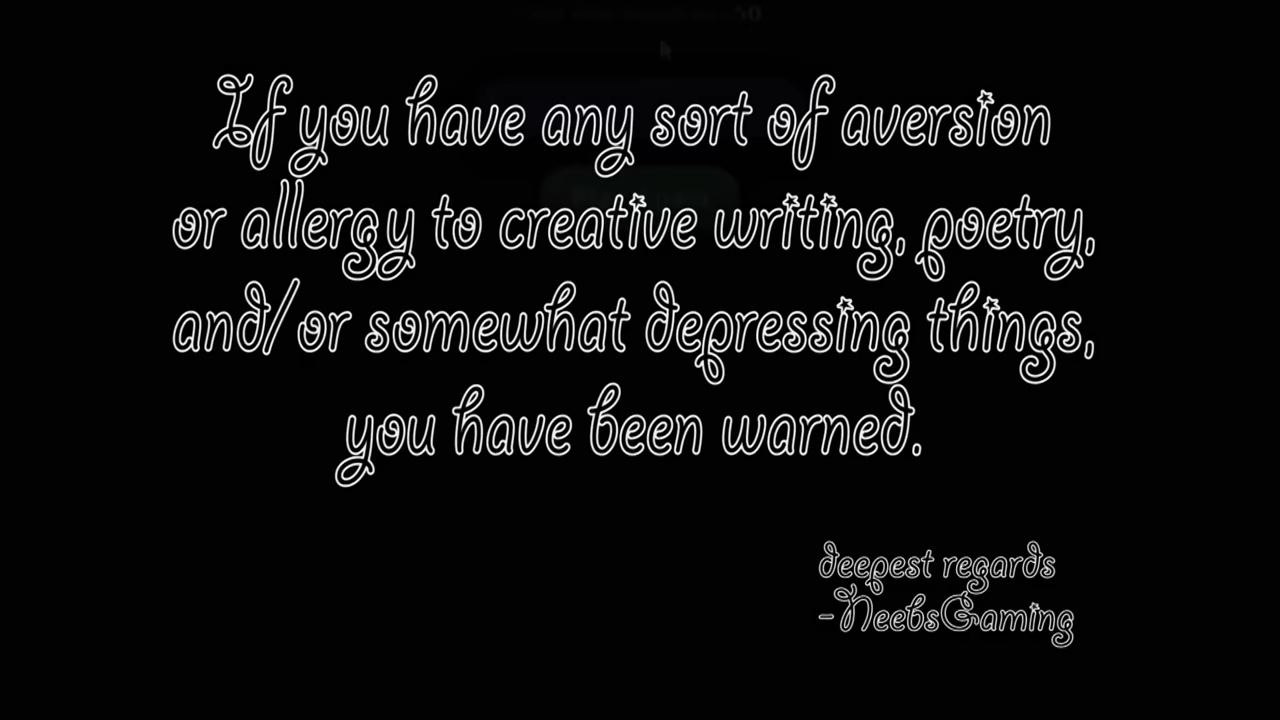 If you have any sort of aversion
or allergy to creative writing, poetry,
and/or somewhat depressing things,
you have been warned.
deepest regards
-NeebsGaming